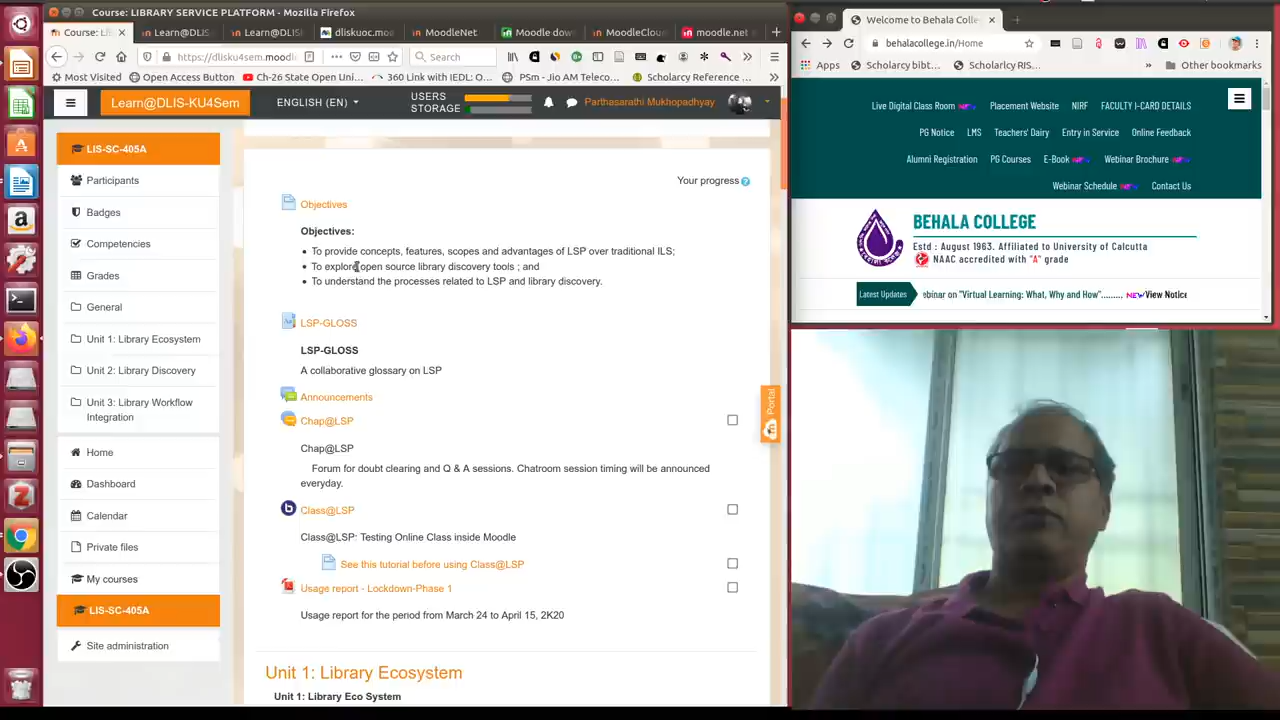 Course: LIBRARY SERVICE PLATFORM - Mozilla Firefox
Course: L
Learn@DLI
Learn@DLI
dliskuoc.moo
MoodleNet
Moodle dow
MoodleClou
moodle.net
https://dlisku4sem.mood
Search
Most Visited
Open Access Button
Ch-26 State Open Uni...
360 Link with IEDL: O...
PSm - Jio AM Teleco...
Scholarcy Reference ...
Learn@DLIS-KU4Sem
ENGLISH (EN)
USERS
STORAGE
Parthasarathi Mukhopadhyay
LIS-SC-405A
Participants
Badges
Competencies
Grades
General
Unit 1: Library Ecosystem
Unit 2: Library Discovery
Unit 3: Library Workflow
Integration
Home
Dashboard
Calendar
Private files
My courses
LIS-SC-405A
Site administration
Your progress
Objectives
Objectives:
To provide concepts, features, scopes and advantages of LSP over traditional ILS;
To explore open source library discovery tools ; and
To understand the processes related to LSP and library discovery.
LSP-GLOSS
LSP-GLOSS
A collaborative glossary on LSP
Announcements
Chap@LSP
Chap@LSP
Forum for doubt clearing and Q & A sessions. Chatroom session timing will be announced
everyday.
Class@LSP
Class@LSP: Testing Online Class inside Moodle
See this tutorial before using Class@LSP
Usage report - Lockdown-Phase 1
Usage report for the period from March 24 to April 15, 2K20
Unit 1: Library Ecosystem
Unit 1: Library Eco System
Portal
Welcome to Behala Colle
behalacollege.in/Home
Apps
Scholarcy bibt...
Scholarcy RIS...
Other bookmarks
Live Digital Class Room NEW
Placement Website
NIRF
FACULTY I-CARD DETAILS
PG Notice
LMS
Teachers' Dairy
Entry in Service
Online Feedback
Alumni Registration
PG Courses
E-Book NEW
Webinar Brochure NEW
Webinar Schedule NEW
Contact Us
BEHALA COLLEGE
Estd : August 1963. Affiliated to University of Calcutta
NAAC accredited with "A" grade
Latest Updates
ebinar on "Virtual Learning: What, Why and How"...... NEW View Notice